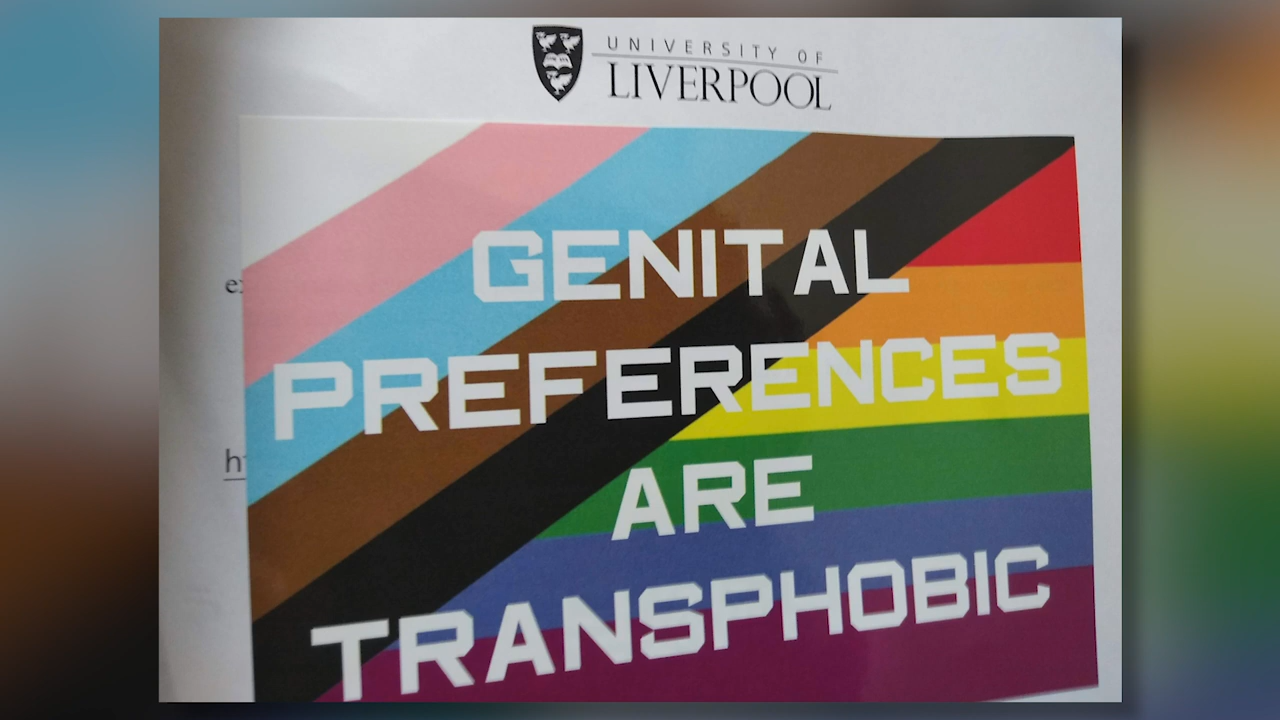 UNIVERSITY OF
LIVERPOOL
GENITAL
PREFERENCES
ARE
TRANSPHOBIC